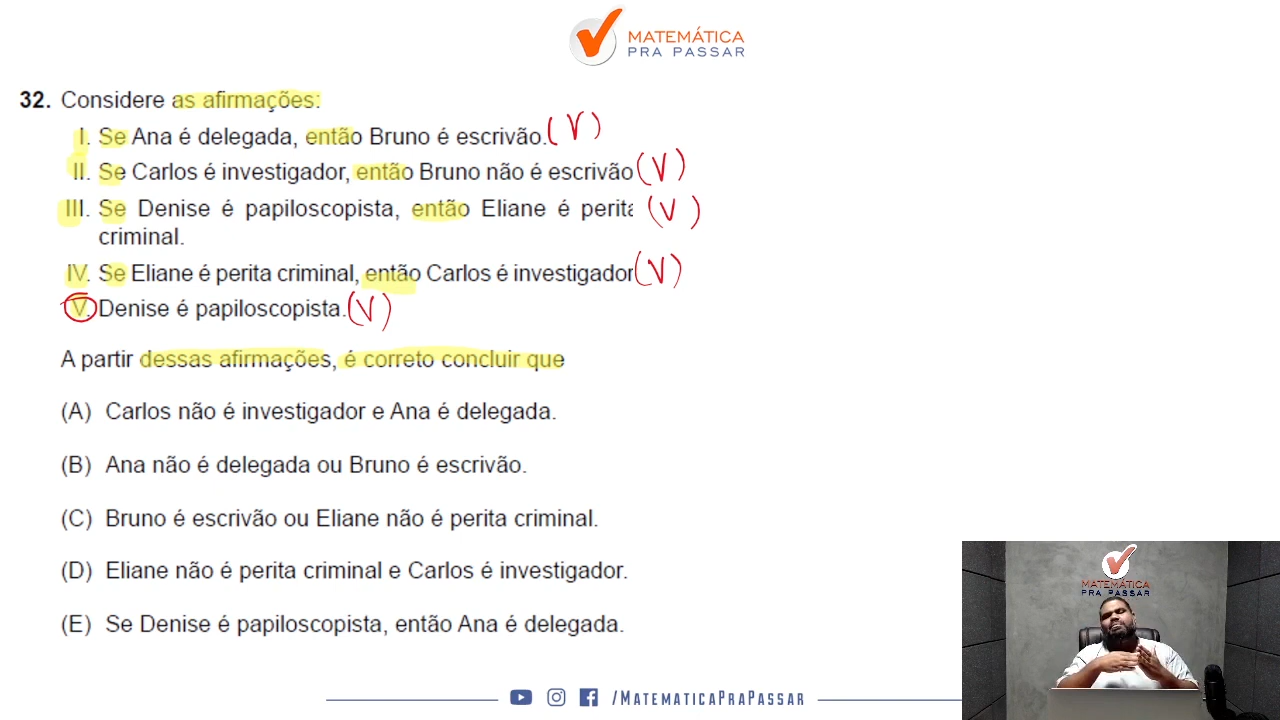 MATEMÁTICA
PRA PASSAR
32. Considere as afirmações:
I. Se Ana é delegada, então Bruno é escrivão. (V)
II. Se Carlos é investigador, então Bruno não é escrivão (V)
III. Se Denise é papiloscopista, então Eliane é perita (V)
criminal.
IV. Se Eliane é perita criminal, então Carlos é investigador (V)
V. Denise é papiloscopista. (V)
A partir dessas afirmações, é correto concluir que
(A) Carlos não é investigador e Ana é delegada.
(B) Ana não é delegada ou Bruno é escrivão.
(C) Bruno é escrivão ou Eliane não é perita criminal.
(D) Eliane não é perita criminal e Carlos é investigador.
(E) Se Denise é papiloscopista, então Ana é delegada.
MATEMÁTICA
PRA PASSAR
/MATEMATICAPRAPASSAR